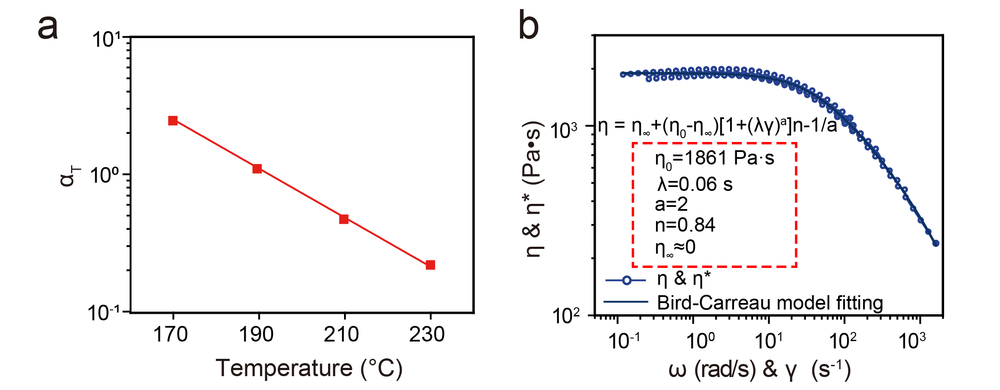 a
10¹
10⁰
10⁻¹
αT
170 190 210 230
Temperature (°C)
b
10³
10²
η & η* (Pa•s)
η = η∞+(η₀-η∞)[1+(λγ)ᵃ]n-1/a
η₀=1861 Pa·s
λ=0.06 s
a=2
n=0.84
η∞≈0
η & η*
Bird-Carreau model fitting
10⁻¹ 10⁰ 10¹ 10² 10³
ω (rad/s) & γ (s⁻¹)